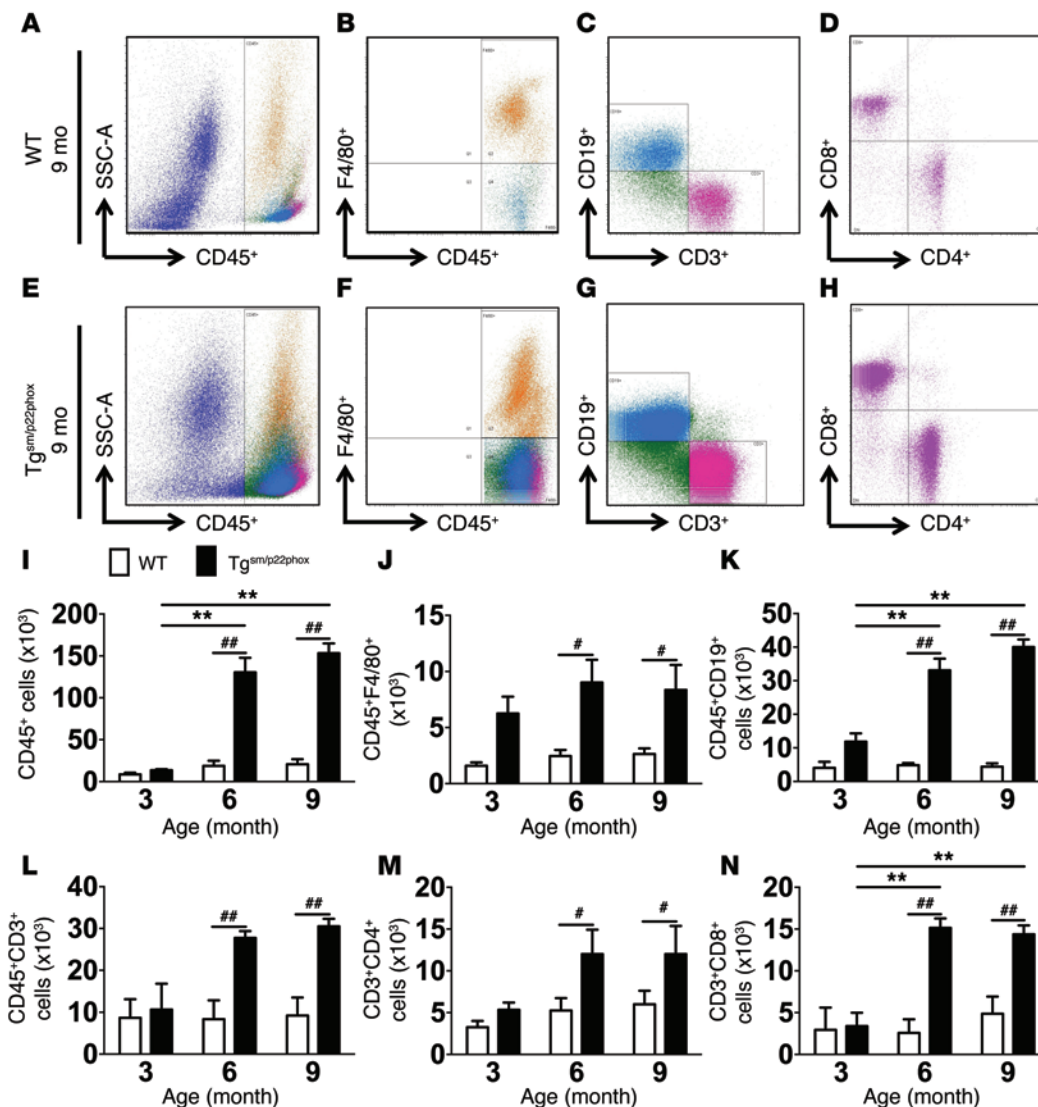 A B C D
WT
9 mo
SSC-A
CD45⁺
F4/80⁺
CD45⁺
CD19⁺
CD3⁺
CD8⁺
CD4⁺
E F G H
Tgsm/p22phox
9 mo
SSC-A
CD45⁺
F4/80⁺
CD45⁺
CD19⁺
CD3⁺
CD8⁺
CD4⁺
I
WT
Tgsm/p22phox
CD45⁺ cells (x10³)
200
150
100
50
0
** 
**
##
##
3 6 9
Age (month)
J
CD45⁺F4/80⁺
(x10³)
15
10
5
0
#
#
3 6 9
Age (month)
K
CD45⁺CD19⁺
cells (x10³)
50
40
30
20
10
0
**
**
##
##
3 6 9
Age (month)
L
CD45⁺CD3⁺
cells (x10³)
40
30
20
10
0
##
##
3 6 9
Age (month)
M
CD3⁺CD4⁺
cells (x10³)
20
15
10
5
0
#
#
3 6 9
Age (month)
N
CD3⁺CD8⁺
cells (x10³)
20
15
10
5
0
**
**
##
##
3 6 9
Age (month)